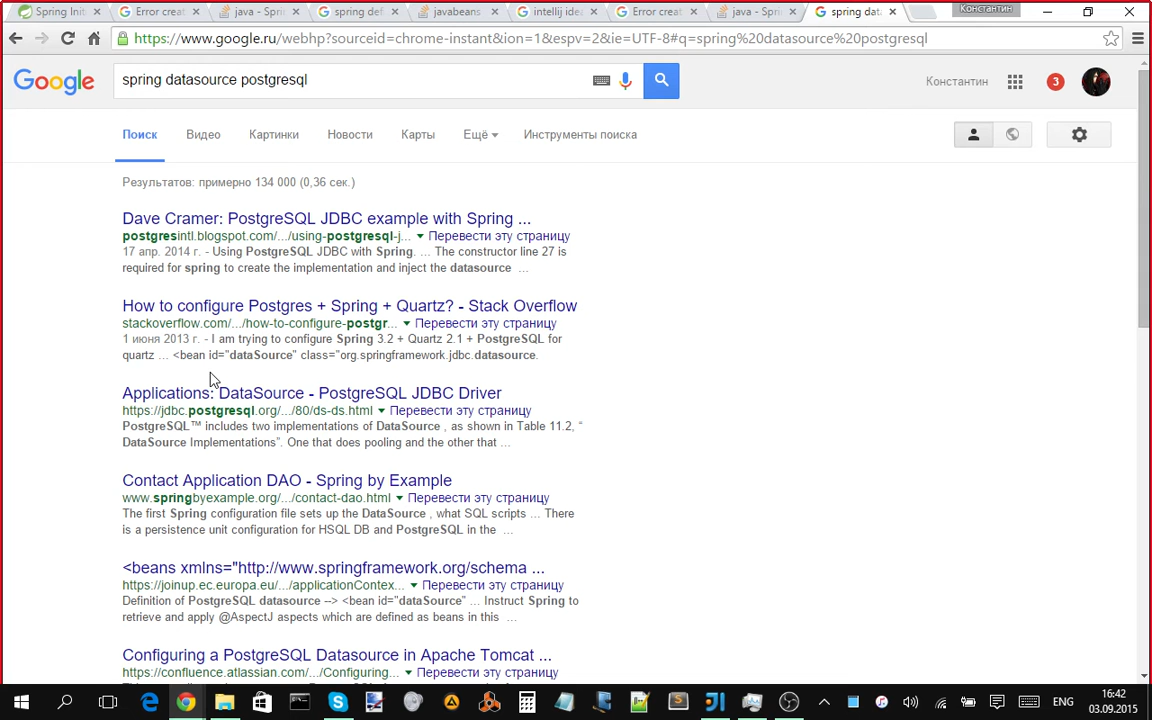 Spring Initi
Error creat
java - Sprin
spring def
javabeans
intellij idea
Error creat
java - Sprin
spring data
Константин
https://www.google.ru/webhp?sourceid=chrome-instant&ion=1&espv=2&ie=UTF-8#q=spring%20datasource%20postgresql
Google
spring datasource postgresql
Константин
3
Поиск
Видео
Картинки
Новости
Карты
Ещё
Инструменты поиска
Результатов: примерно 134 000 (0,36 сек.)
Dave Cramer: PostgreSQL JDBC example with Spring ...
postgresintl.blogspot.com/.../using-postgresql-j... Перевести эту страницу
17 апр. 2014 г. - Using PostgreSQL JDBC with Spring. ... The constructor line 27 is
required for spring to create the implementation and inject the datasource ...
How to configure Postgres + Spring + Quartz? - Stack Overflow
stackoverflow.com/.../how-to-configure-postgr... Перевести эту страницу
1 июня 2013 г. - I am trying to configure Spring 3.2 + Quartz 2.1 + PostgreSQL for
quartz ... <bean id="dataSource" class="org.springframework.jdbc.datasource.
Applications: DataSource - PostgreSQL JDBC Driver
https://jdbc.postgresql.org/.../80/ds-ds.html Перевести эту страницу
PostgreSQL™ includes two implementations of DataSource , as shown in Table 11.2, “
DataSource Implementations”. One that does pooling and the other that ...
Contact Application DAO - Spring by Example
www.springbyexample.org/.../contact-dao.html Перевести эту страницу
The first Spring configuration file sets up the DataSource , what SQL scripts ... There
is a persistence unit configuration for HSQL DB and PostgreSQL in the ...
<beans xmlns="http://www.springframework.org/schema ...
https://joinup.ec.europa.eu/.../applicationContex... Перевести эту страницу
Definition of PostgreSQL datasource --> <bean id="dataSource" ... Instruct Spring to
retrieve and apply @AspectJ aspects which are defined as beans in this ...
Configuring a PostgreSQL Datasource in Apache Tomcat ...
https://confluence.atlassian.com/.../Configuring... Перевести эту страницу
ENG
16:42
03.09.2015